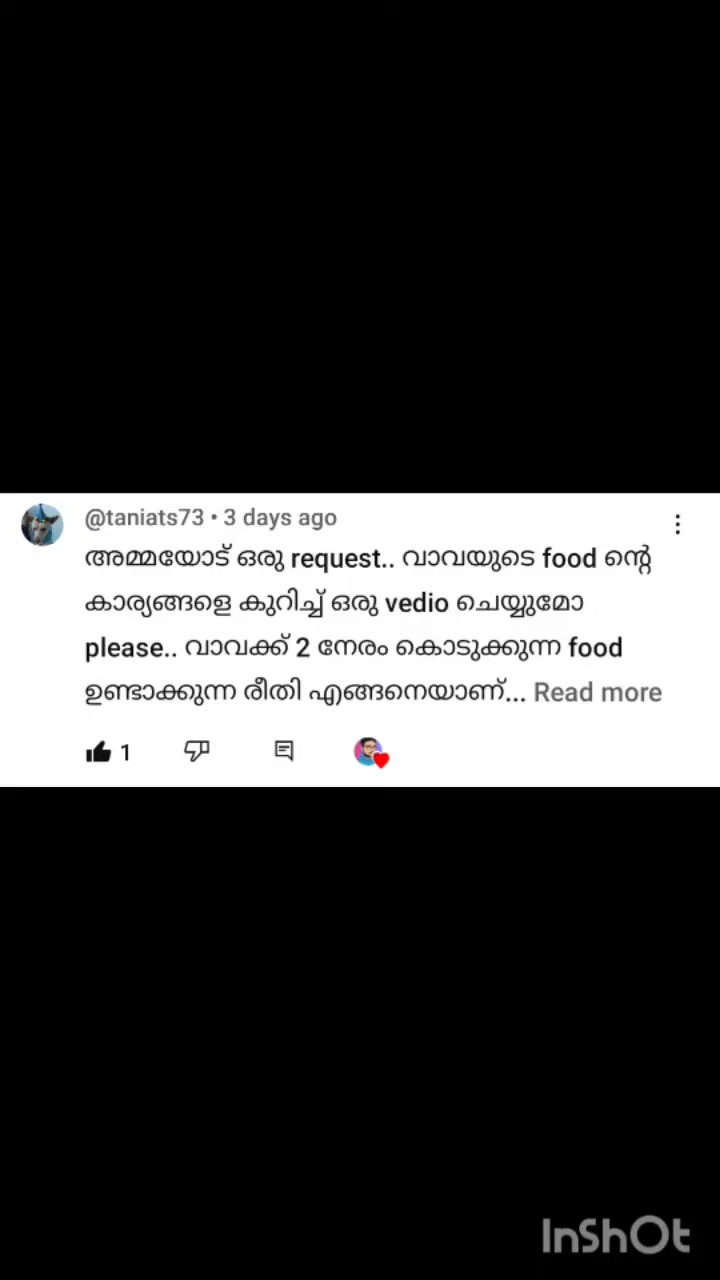 @taniats73 • 3 days ago
അമ്മയോട് ഒരു request.. വാവയുടെ food ന്റെ
കാര്യങ്ങളെ കുറിച്ച് ഒരു vedio ചെയ്യുമോ
please.. വാവക്ക് 2 നേരം കൊടുക്കുന്ന food
ഉണ്ടാക്കുന്ന രീതി എങ്ങനെയാണ്... Read more
1
InShOt